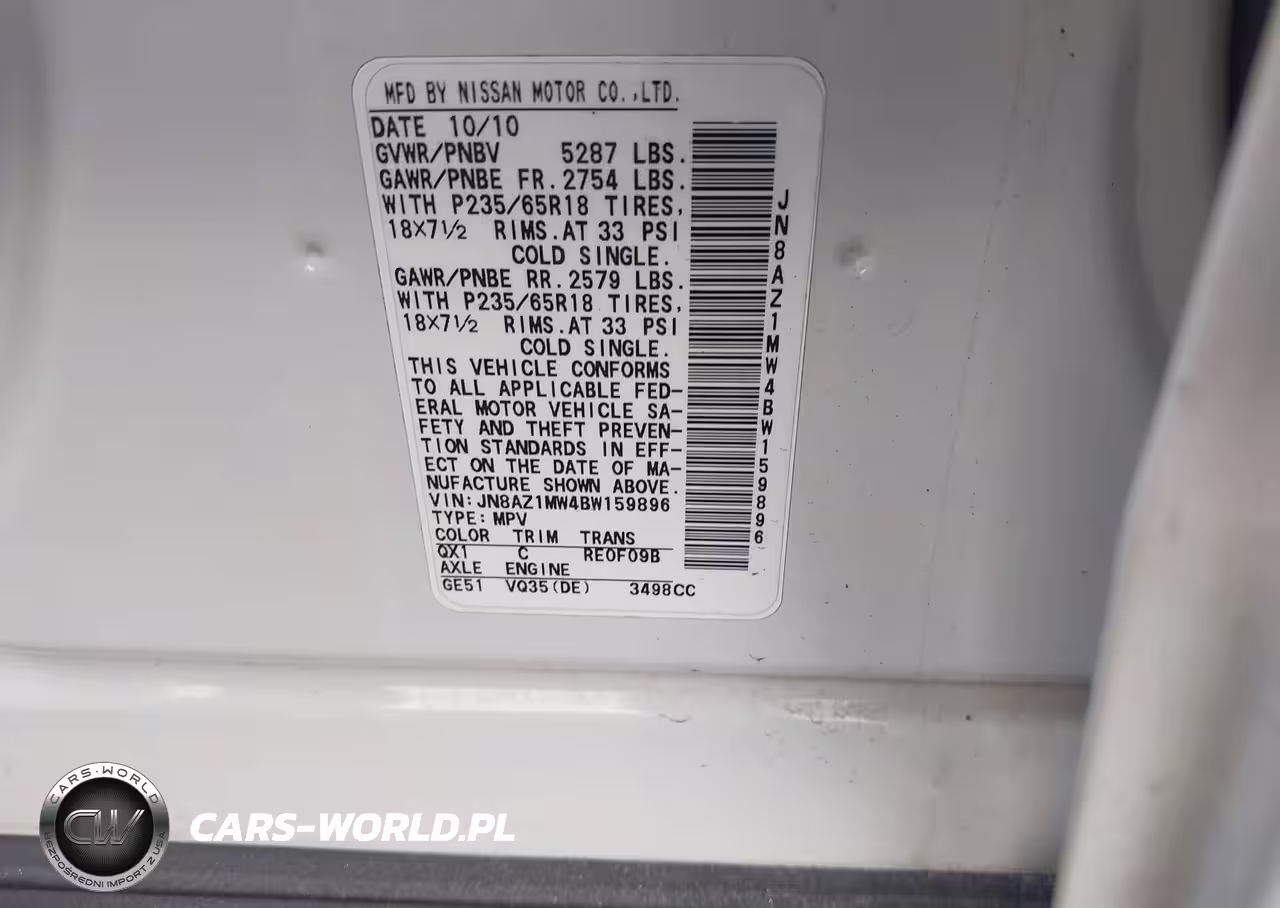 MFD BY NISSAN MOTOR CO.,LTD.
DATE 10/10
GVWR/PNBV 5287 LBS.
GAWR/PNBE FR. 2754 LBS.
WITH P235/65R18 TIRES,
18X7½ RIMS.AT 33 PSI
COLD SINGLE.
GAWR/PNBE RR. 2579 LBS.
WITH P235/65R18 TIRES,
18X7½ RIMS.AT 33 PSI
COLD SINGLE.
THIS VEHICLE CONFORMS
TO ALL APPLICABLE FED-
ERAL MOTOR VEHICLE SA-
FETY AND THEFT PREVEN-
TION STANDARDS IN EFF-
ECT ON THE DATE OF MA-
NUFACTURE SHOWN ABOVE.
VIN:JN8AZ1MW4BW159896
TYPE:MPV
COLOR TRIM TRANS
QX1 C RE0F09B
AXLE ENGINE
GE51 VQ35(DE) 3498CC
JN8AZ1MW4BW159896
CARS-WORLD
CW
BEZPOŚREDNI IMPORT Z USA
CARS-WORLD.PL